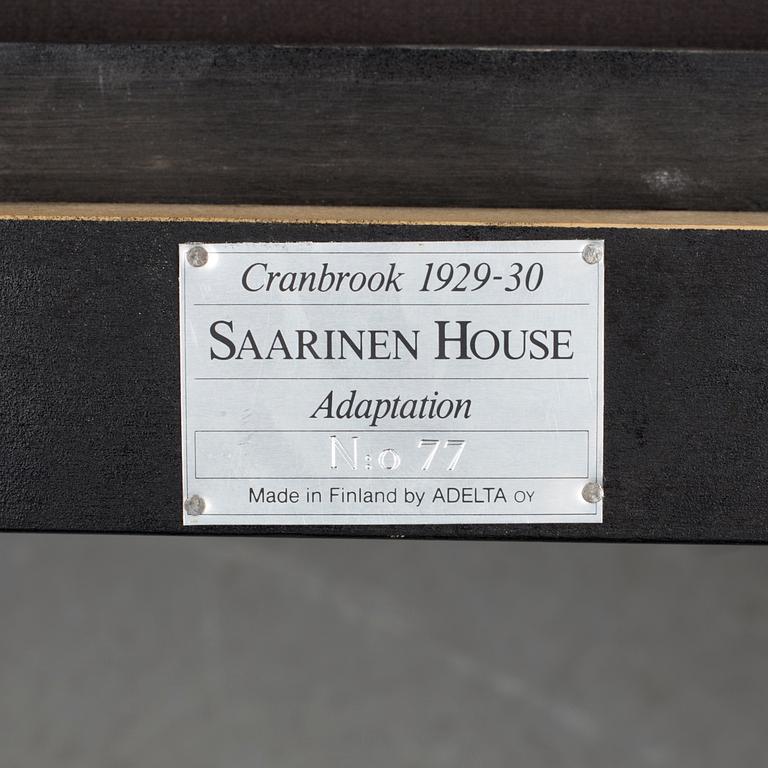 Cranbrook 1929-30
SAARINEN HOUSE
Adaptation
N:o 77
Made in Finland by ADELTA OY